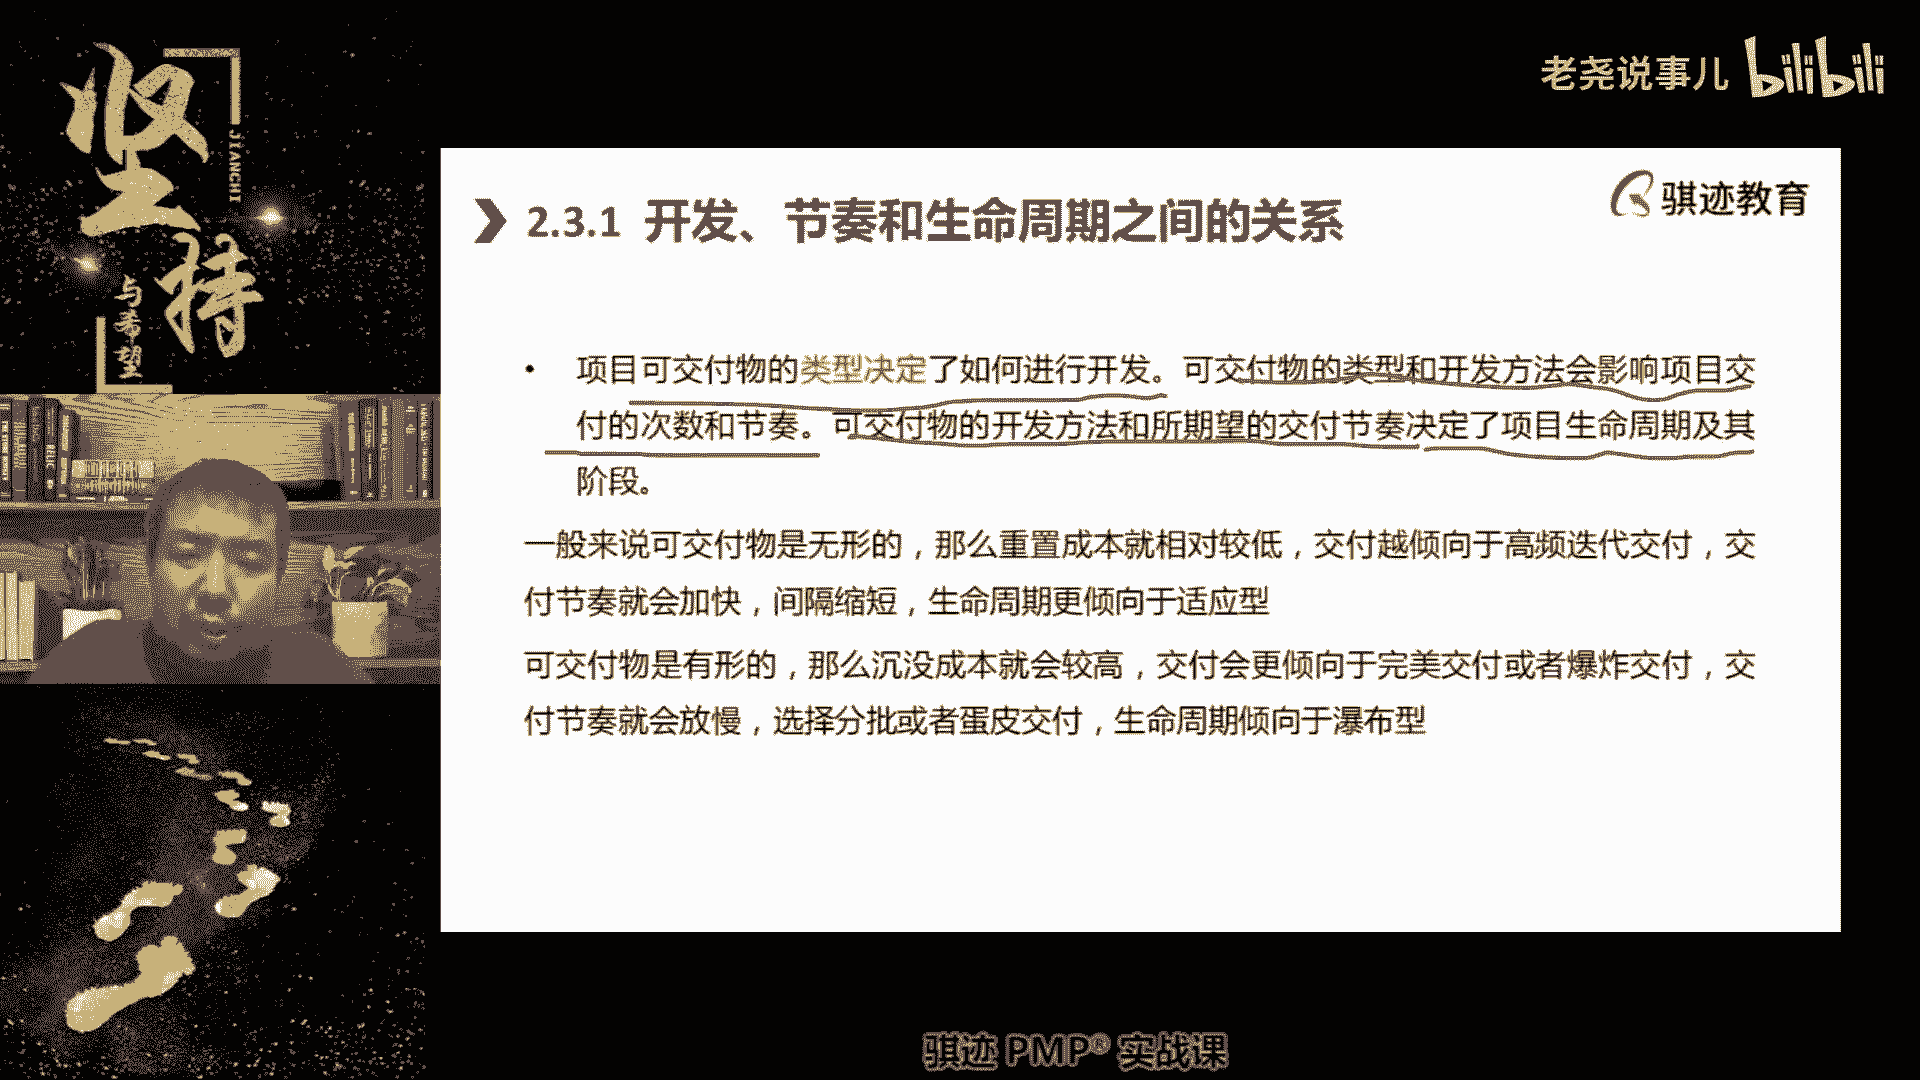 坚持
JIANCHI
与希望
老尧说事儿 bilibili
骐迹教育
2.3.1 开发、节奏和生命周期之间的关系
• 项目可交付物的类型决定了如何进行开发。可交付物的类型和开发方法会影响项目交
付的次数和节奏。可交付物的开发方法和所期望的交付节奏决定了项目生命周期及其
阶段。
一般来说可交付物是无形的，那么重置成本就相对较低，交付越倾向于高频迭代交付，交
付节奏就会加快，间隔缩短，生命周期更倾向于适应型
可交付物是有形的，那么沉没成本就会较高，交付会更倾向于完美交付或者爆炸交付，交
付节奏就会放慢，选择分批或者蛋皮交付，生命周期倾向于瀑布型
骐迹 PMP® 实战课